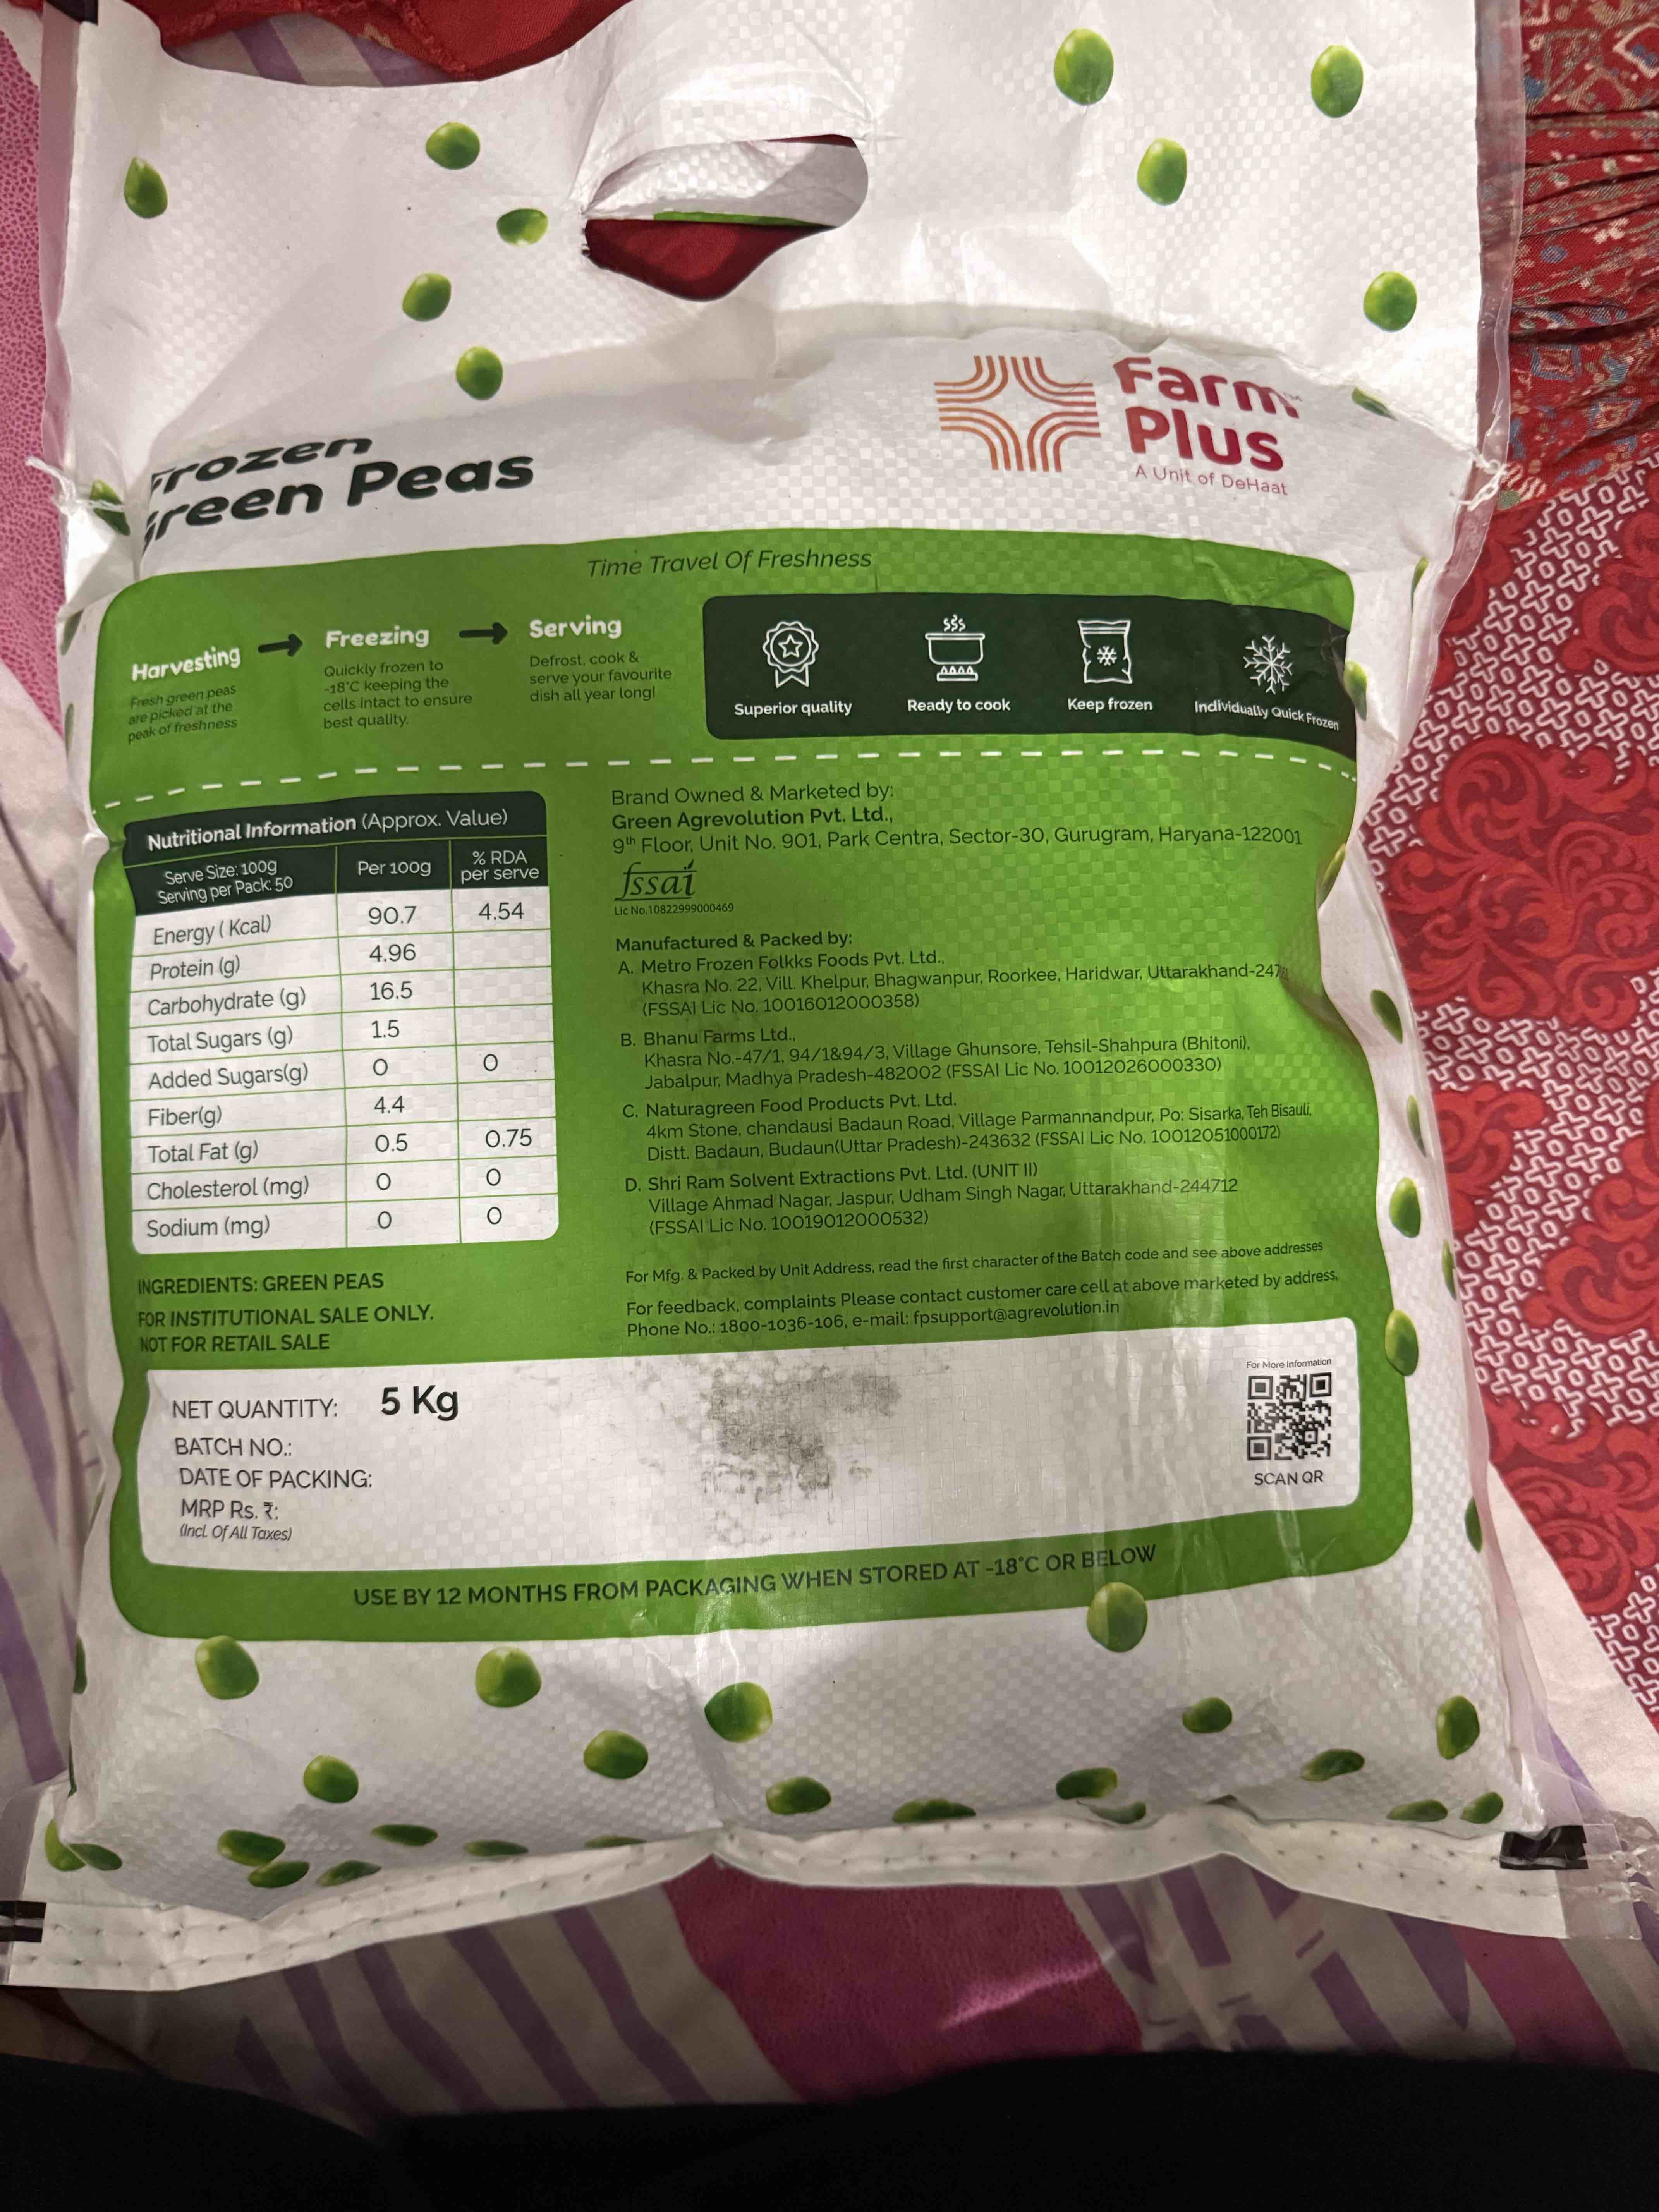 Frozen
Green Peas
Farm™
Plus
A Unit of DeHaat
Time Travel Of Freshness
Harvesting
Fresh green peas
are picked at the
peak of freshness
Freezing
Quickly frozen to
-18°C keeping the
cells intact to ensure
best quality.
Serving
Defrost, cook &
serve your favourite
dish all year long!
Superior quality
Ready to cook
Keep frozen
Individually Quick Frozen
Nutritional Information (Approx. Value)
Serve Size: 100g
Serving per Pack: 50
Per 100g
% RDA
per serve
Energy ( Kcal) 90.7 4.54
Protein (g) 4.96
Carbohydrate (g) 16.5
Total Sugars (g) 1.5
Added Sugars(g) 0 0
Fiber(g) 4.4
Total Fat (g) 0.5 0.75
Cholesterol (mg) 0 0
Sodium (mg) 0 0
INGREDIENTS: GREEN PEAS
FOR INSTITUTIONAL SALE ONLY.
NOT FOR RETAIL SALE
Brand Owned & Marketed by:
Green Agrevolution Pvt. Ltd.,
9th Floor, Unit No. 901, Park Centra, Sector-30, Gurugram, Haryana-122001
fssai
Lic No.10822999000469
Manufactured & Packed by:
A. Metro Frozen Folkks Foods Pvt. Ltd.,
Khasra No. 22, Vill. Khelpur, Bhagwanpur, Roorkee, Haridwar, Uttarakhand-247
(FSSAI Lic No. 10016012000358)
B. Bhanu Farms Ltd.,
Khasra No.-47/1, 94/1&94/3, Village Ghunsore, Tehsil-Shahpura (Bhitoni),
Jabalpur, Madhya Pradesh-482002 (FSSAI Lic No. 10012026000330)
C. Naturagreen Food Products Pvt. Ltd.
4km Stone, chandausi Badaun Road, Village Parmannandpur, Po: Sisarka, Teh Bisauli,
Distt. Badaun, Budaun(Uttar Pradesh)-243632 (FSSAI Lic No. 10012051000172)
D. Shri Ram Solvent Extractions Pvt. Ltd. (UNIT II)
Village Ahmad Nagar, Jaspur, Udham Singh Nagar, Uttarakhand-244712
(FSSAI Lic No. 10019012000532)
For Mfg. & Packed by Unit Address, read the first character of the Batch code and see above addresses
For feedback, complaints Please contact customer care cell at above marketed by address,
Phone No.: 1800-1036-106, e-mail: fpsupport@agrevolution.in
NET QUANTITY: 5 Kg
BATCH NO.:
DATE OF PACKING:
MRP Rs. ₹:
(Incl. Of All Taxes)
For More Information
SCAN QR
USE BY 12 MONTHS FROM PACKAGING WHEN STORED AT -18°C OR BELOW